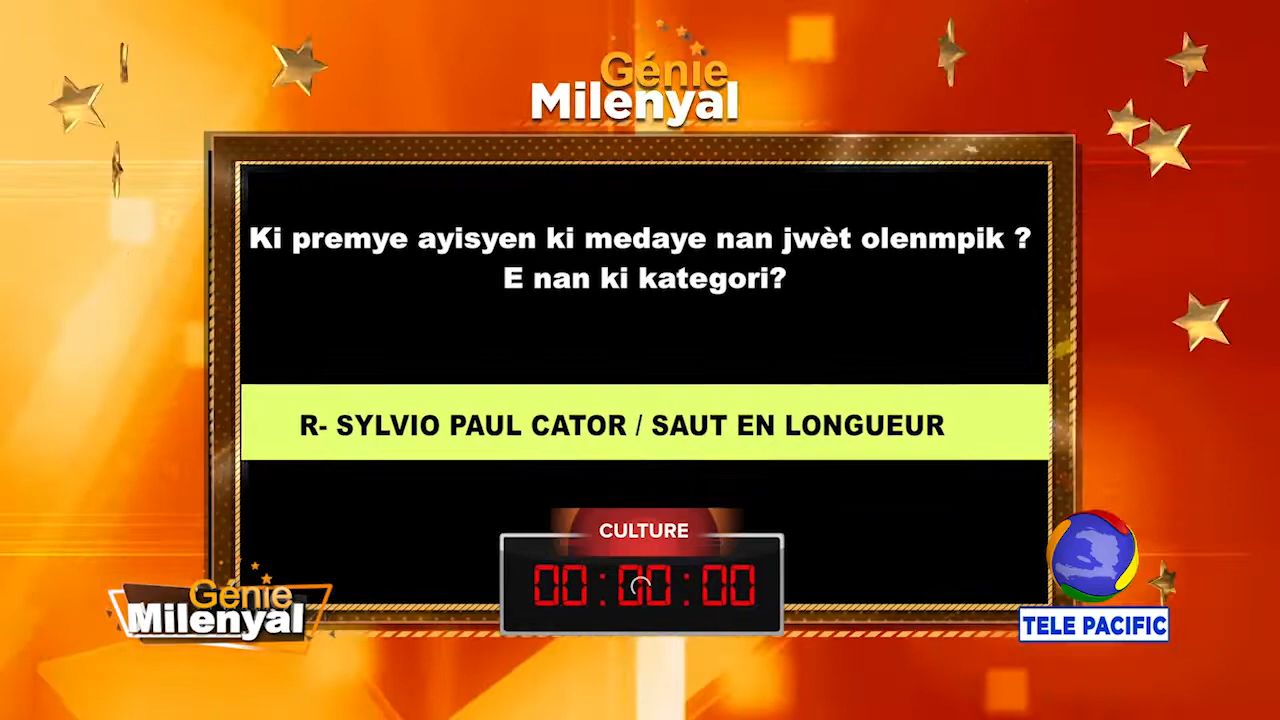 Génie
Milenyal
Ki premye ayisyen ki medaye nan jwèt olenmpik ?
E nan ki kategori?
R- SYLVIO PAUL CATOR / SAUT EN LONGUEUR
CULTURE
00:00:00
Génie
Milenyal
TELE PACIFIC